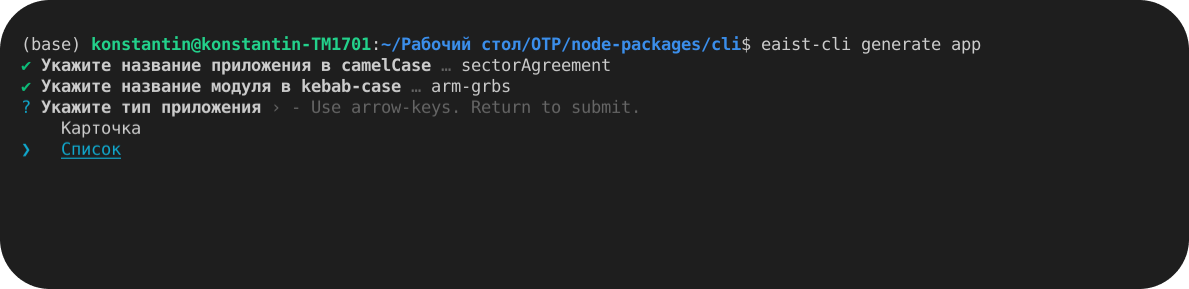 (base) konstantin@konstantin-TM1701:~/Рабочий стол/OTP/node-packages/cli$ eaist-cli generate app
✔ Укажите название приложения в camelCase … sectorAgreement
✔ Укажите название модуля в kebab-case … arm-grbs
? Укажите тип приложения › - Use arrow-keys. Return to submit.
Карточка
❯ Список